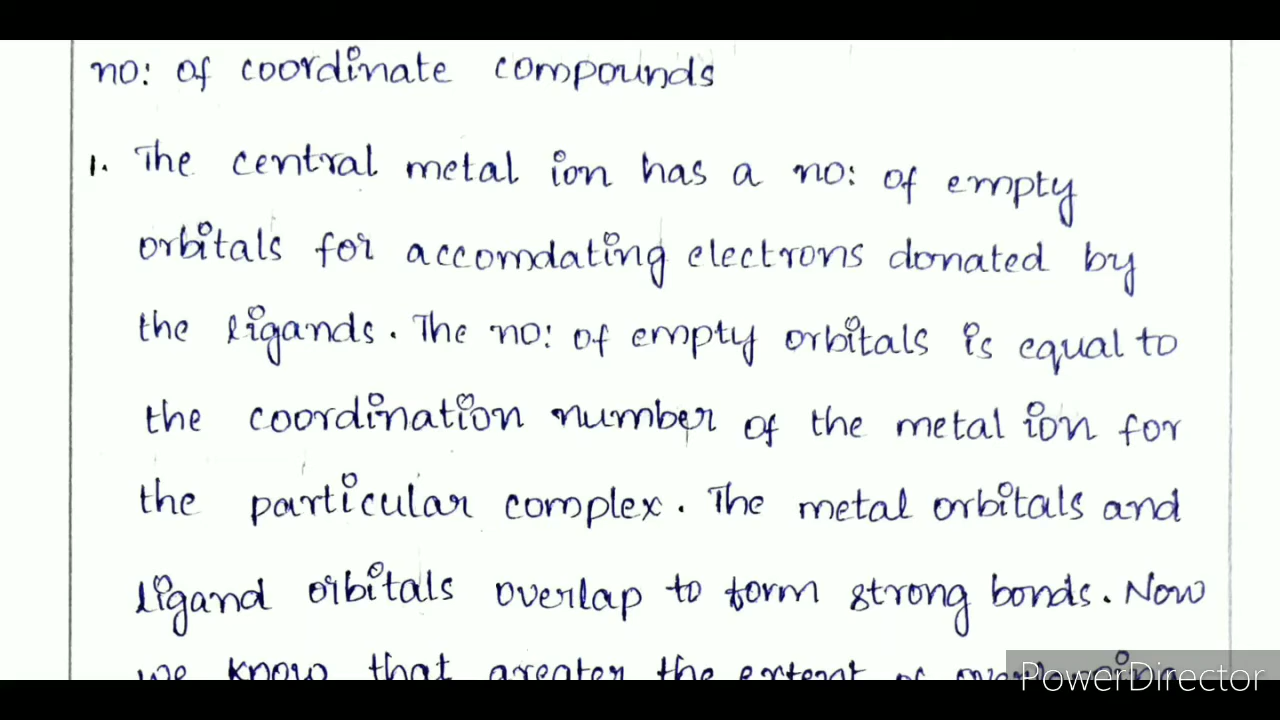 no: of coordinate compounds
1. The central metal ion has a no: of empty
orbitals for accomdating electrons donated by
the ligands. The no: of empty orbitals is equal to
the coordination number of the metal ion for
the particular complex. The metal orbitals and
ligand orbitals overlap to form strong bonds. Now
we know that greater the extent of
PowerDirector